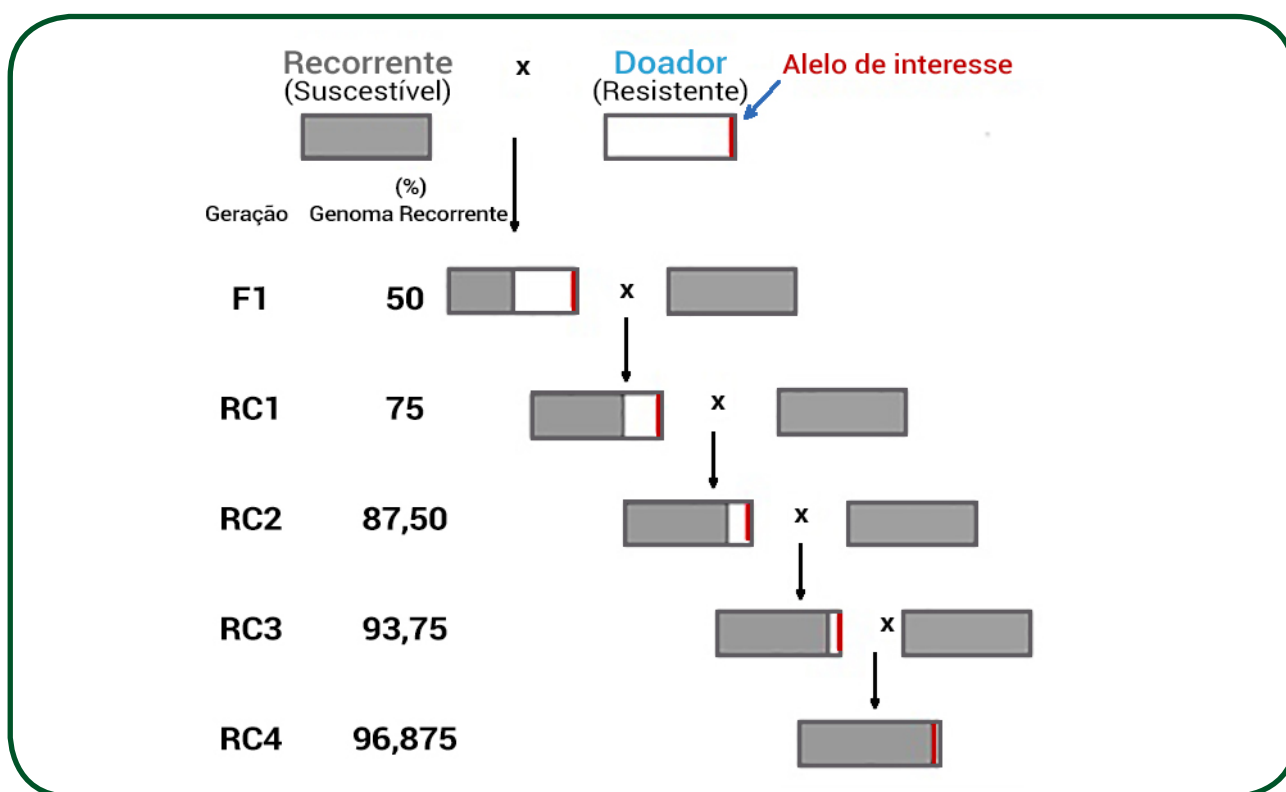 Recorrente x Doador Alelo de interesse
(Suscestível) (Resistente)
(%)
Geração Genoma Recorrente
F1 50 x
RC1 75 x
RC2 87,50 x
RC3 93,75 x
RC4 96,875